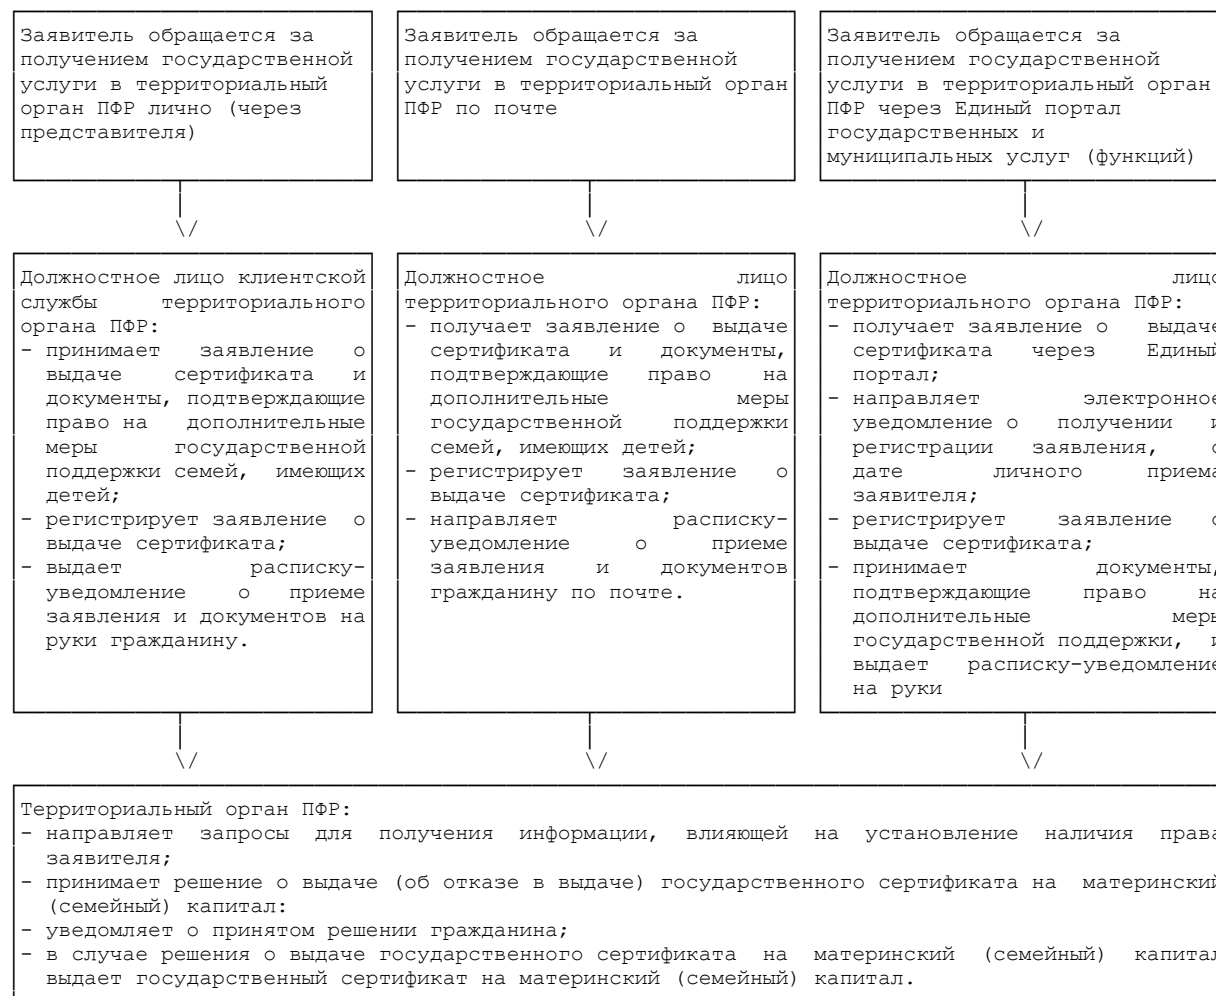 Заявитель обращается за
получением государственной
услуги в территориальный
орган ПФР лично (через
представителя)
Заявитель обращается за
получением государственной
услуги в территориальный орган
ПФР по почте
Заявитель обращается за
получением государственной
услуги в территориальный орган
ПФР через Единый портал
государственных и
муниципальных услуг (функций)
Должностное лицо клиентской
службы территориального
органа ПФР:
- принимает заявление о
выдаче сертификата и
документы, подтверждающие
право на дополнительные
меры государственной
поддержки семей, имеющих
детей;
- регистрирует заявление о
выдаче сертификата;
- выдает расписку-
уведомление о приеме
заявления и документов на
руки гражданину.
Должностное лицо
территориального органа ПФР:
- получает заявление о выдаче
сертификата и документы,
подтверждающие право на
дополнительные меры
государственной поддержки
семей, имеющих детей;
- регистрирует заявление о
выдаче сертификата;
- направляет расписку-
уведомление о приеме
заявления и документов
гражданину по почте.
Должностное лицо
территориального органа ПФР:
- получает заявление о выдаче
сертификата через Единый
портал;
- направляет электронное
уведомление о получении и
регистрации заявления, о
дате личного приема
заявителя;
- регистрирует заявление о
выдаче сертификата;
- принимает документы,
подтверждающие право на
дополнительные меры
государственной поддержки, и
выдает расписку-уведомление
на руки
Территориальный орган ПФР:
- направляет запросы для получения информации, влияющей на установление наличия права
заявителя;
- принимает решение о выдаче (об отказе в выдаче) государственного сертификата на материнский
(семейный) капитал:
- уведомляет о принятом решении гражданина;
- в случае решения о выдаче государственного сертификата на материнский (семейный) капитал
выдает государственный сертификат на материнский (семейный) капитал.